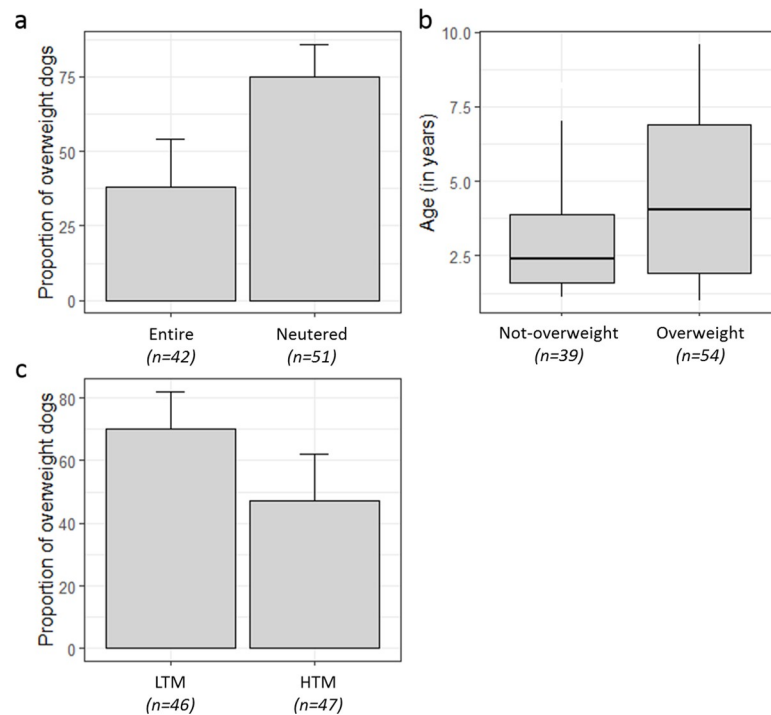 a
Proportion of overweight dogs
75
50
25
0
Entire
(n=42)
Neutered
(n=51)
b
Age (in years)
10.0
7.5
5.0
2.5
Not-overweight
(n=39)
Overweight
(n=54)
c
Proportion of overweight dogs
80
60
40
20
0
LTM
(n=46)
HTM
(n=47)